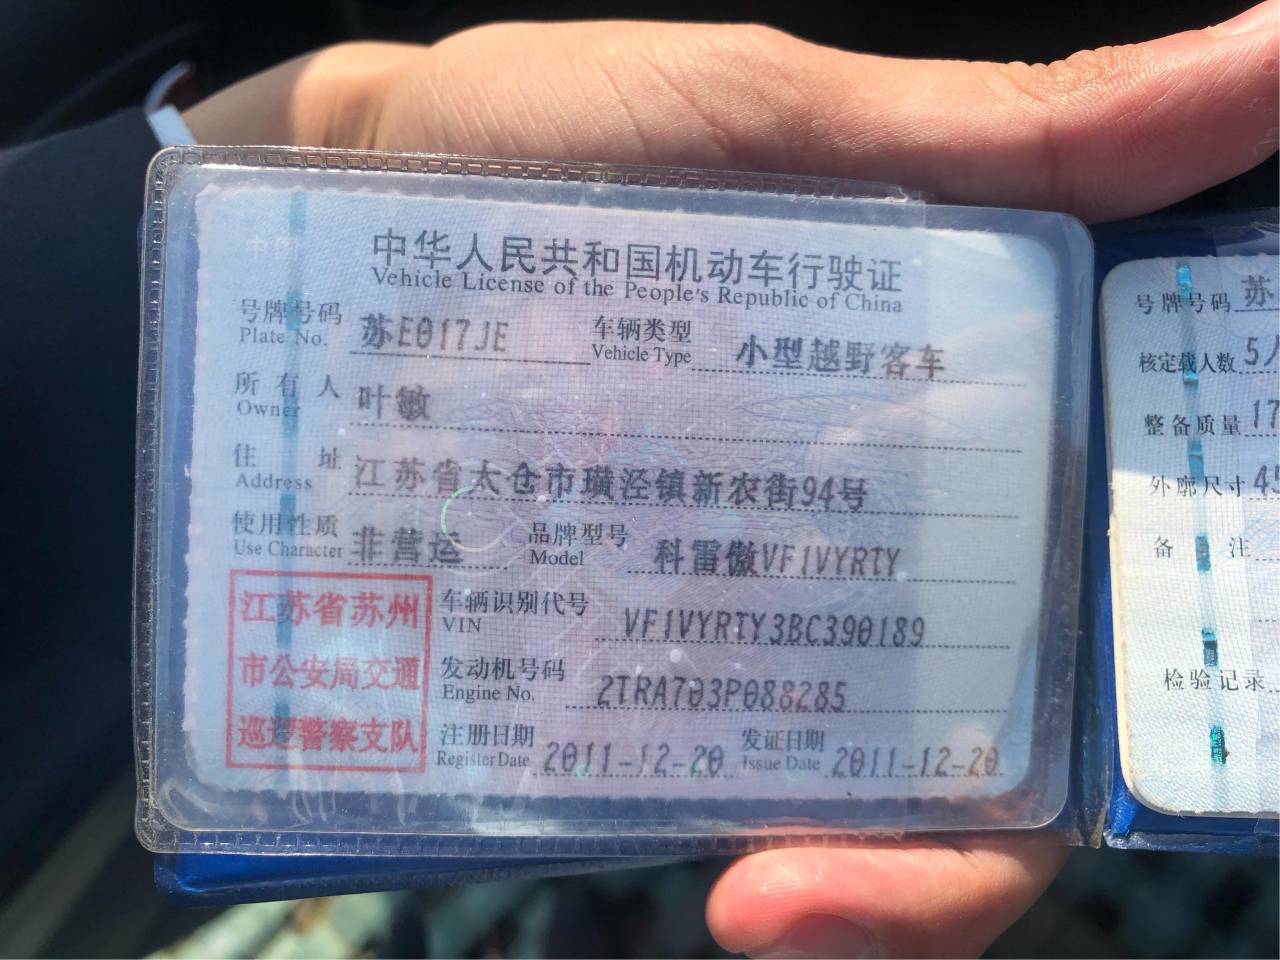 中华人民共和国机动车行驶证
Vehicle License of the People's Republic of China
号牌号码 苏E017JE 车辆类型 小型越野客车
Plate No. Vehicle Type
所有人 叶敏
Owner
住址 江苏省太仓市璜泾镇新农街94号
Address
使用性质 非营运 品牌型号 科雷傲VF1VYRTY
Use Character Model
江苏省苏州
市公安局交通
巡逻警察支队
车辆识别代号 VF1VYRTY3BC390189
VIN
发动机号码 2TRA703P088285
Engine No.
注册日期 2011-12-20 发证日期 2011-12-20
Register Date Issue Date
号牌号码 苏
核定载人数 5人
整备质量 17
外廓尺寸 45
备注
检验记录